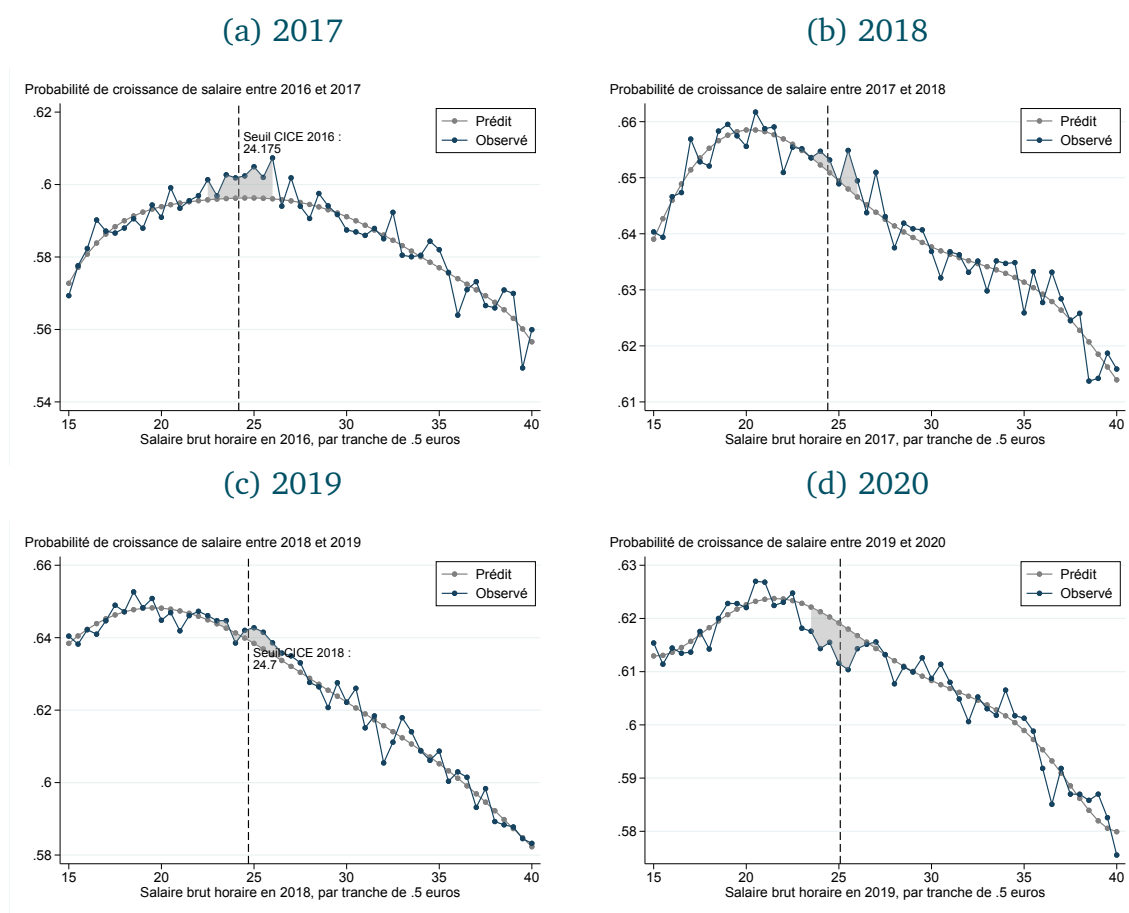 (a) 2017
Probabilité de croissance de salaire entre 2016 et 2017
.62
.6
.58
.56
.54
Seuil CICE 2016 :
24.175
Prédit
Observé
15 20 25 30 35 40
Salaire brut horaire en 2016, par tranche de .5 euros
(b) 2018
Probabilité de croissance de salaire entre 2017 et 2018
.66
.65
.64
.63
.62
.61
Prédit
Observé
15 20 25 30 35 40
Salaire brut horaire en 2017, par tranche de .5 euros
(c) 2019
Probabilité de croissance de salaire entre 2018 et 2019
.66
.64
.62
.6
.58
Seuil CICE 2018 :
24.7
Prédit
Observé
15 20 25 30 35 40
Salaire brut horaire en 2018, par tranche de .5 euros
(d) 2020
Probabilité de croissance de salaire entre 2019 et 2020
.63
.62
.61
.6
.59
.58
Prédit
Observé
15 20 25 30 35 40
Salaire brut horaire en 2019, par tranche de .5 euros